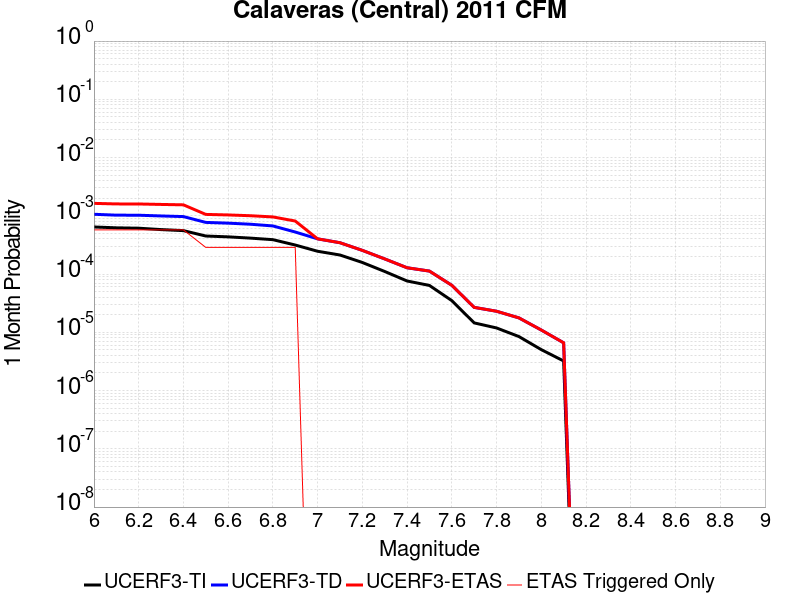 Calaveras (Central) 2011 CFM
10^0
10^-1
10^-2
10^-3
10^-4
10^-5
10^-6
10^-7
10^-8
1 Month Probability
6 6.2 6.4 6.6 6.8 7 7.2 7.4 7.6 7.8 8 8.2 8.4 8.6 8.8 9
Magnitude
UCERF3-TI UCERF3-TD UCERF3-ETAS ETAS Triggered Only